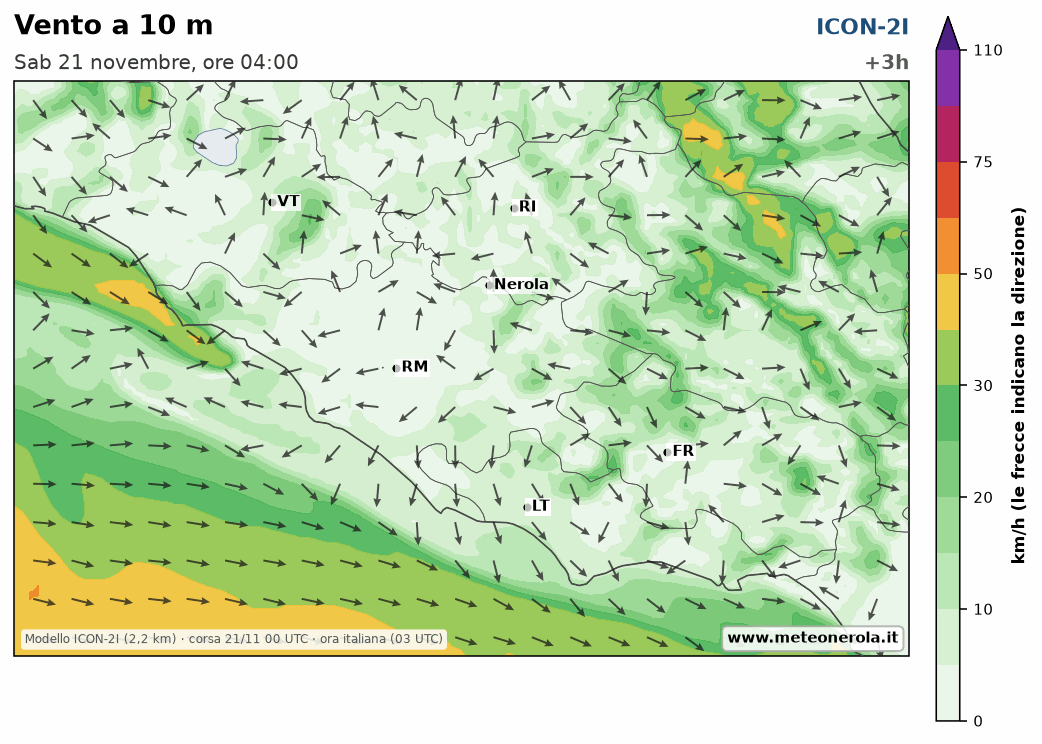 Vento a 10 m
ICON-2I
Sab 21 novembre, ore 04:00
+3h
VT
RI
Nerola
RM
FR
LT
Modello ICON-2I (2,2 km) · corsa 21/11 00 UTC · ora italiana (03 UTC)
www.meteonerola.it
110
75
50
30
20
10
0
km/h (le frecce indicano la direzione)